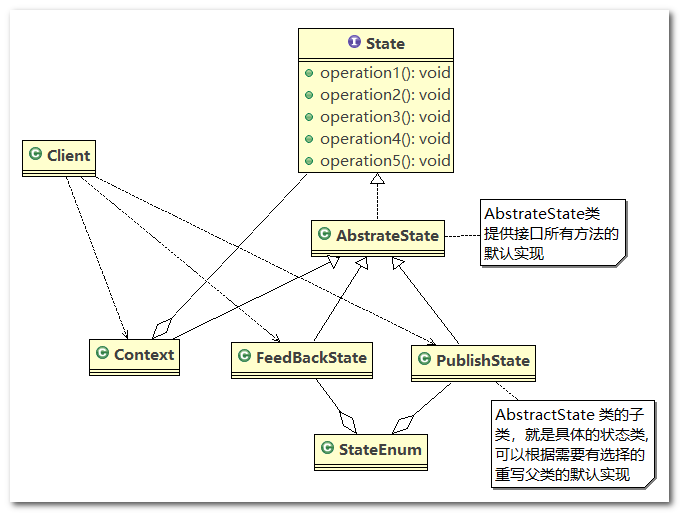 State
operation1(): void
operation2(): void
operation3(): void
operation4(): void
operation5(): void
Client
AbstrateState
AbstrateState类
提供接口所有方法的
默认实现
Context
FeedBackState
PublishState
AbstractState 类的子
类，就是具体的状态类,
可以根据需要有选择的
重写父类的默认实现
StateEnum